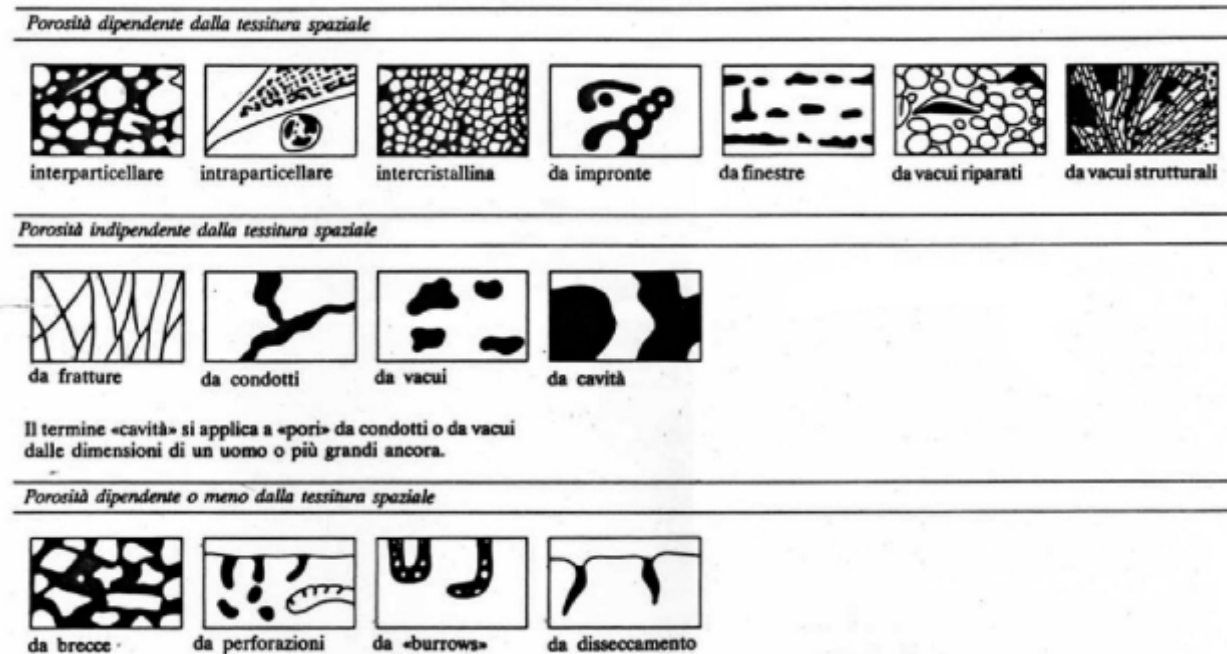 Porosità dipendente dalla tessitura spaziale
interparticellare intraparticellare intercristallina da impronte da finestre da vacui riparati da vacui strutturali
Porosità indipendente dalla tessitura spaziale
da fratture da condotti da vacui da cavità
Il termine «cavità» si applica a «pori» da condotti o da vacui
dalle dimensioni di un uomo o più grandi ancora.
Porosità dipendente o meno dalla tessitura spaziale
da brecce da perforazioni da «burrows» da disseccamento